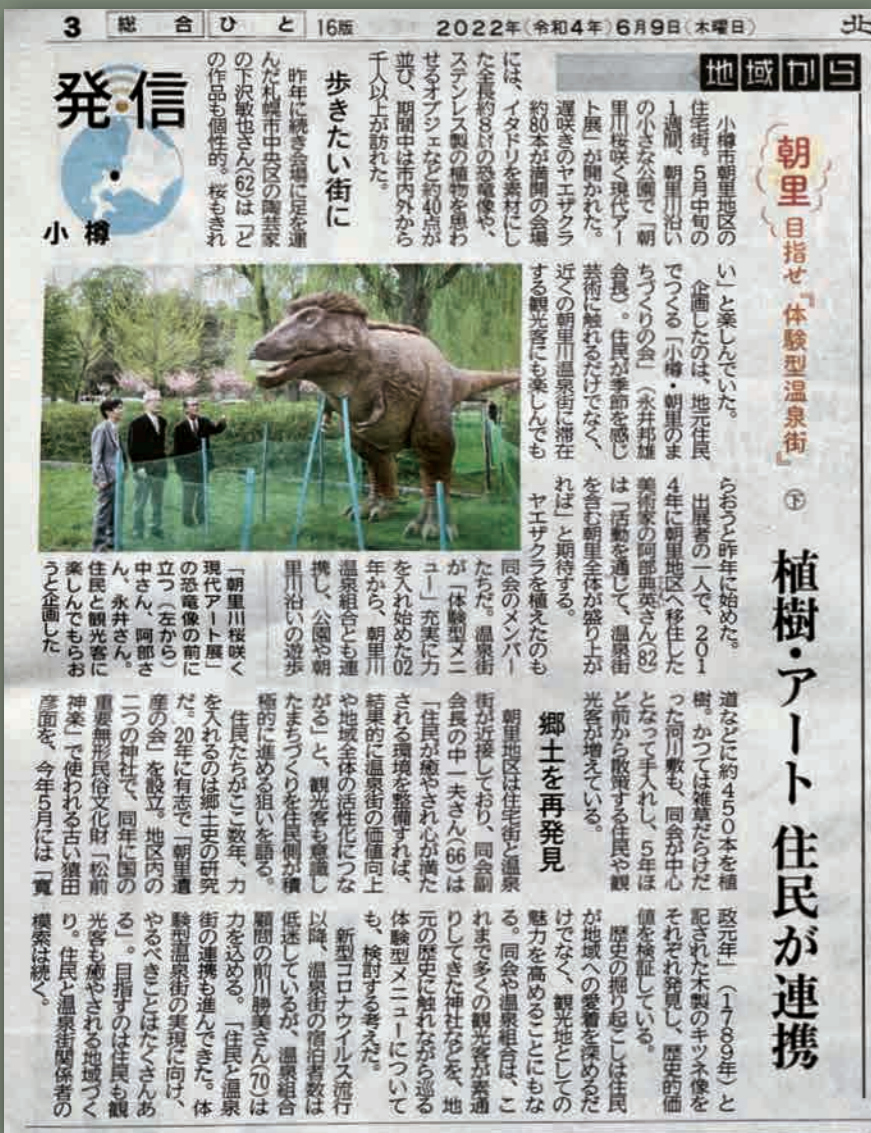 3 総合 ひと 16版 2022年(令和4年)6月9日(木曜日) 北
地域から
発信
小樽
朝里 目指せ「体験型温泉街」 下
植樹・アート 住民が連携
小樽市朝里地区の
住宅街。5月中旬の
1週間、朝里川沿い
の小さな公園で「朝
里川桜咲く現代アー
ト展」が開かれた。
遅咲きのヤエザクラ
約80本が満開の会場
には、イタドリを素材にし
た全長約8㍍の恐竜像や、
ステンレス製の植物を思わ
せるオブジェなど約40点が
並び、期間中は市内外から
千人以上が訪れた。
歩きたい街に
昨年に続き会場に足を運
んだ札幌市中央区の陶芸家
の下沢敏也さん(62)は「ど
の作品も個性的。桜もきれ
い」と楽しんでいた。
企画したのは、地元住民
でつくる「小樽・朝里のま
ちづくりの会」(永井邦雄
会長)。住民が季節を感じ
芸術に触れるだけでなく、
近くの朝里川温泉街に滞在
する観光客にも楽しんでも
らおうと昨年に始めた。
出展者の一人で、201
4年に朝里地区へ移住した
美術家の阿部典英さん(82)
は「活動を通じて、温泉街
を含む朝里全体が盛り上が
れば」と期待する。
ヤエザクラを植えたのも
同会のメンバー
たちだ。温泉街
が「体験型メニ
ュー」充実に力
を入れ始めた02
年から、朝里川
温泉組合とも連
携し、公園や朝
里川沿いの遊歩
道などに約450本を植
樹。かつては雑草だらけだ
った河川敷も、同会が中心
となって手入れし、5年ほ
ど前から散策する住民や観
光客が増えている。
郷土を再発見
朝里地区は住宅街と温泉
街が近接しており、同会副
会長の中一夫さん(66)は
「住民が癒やされ心が満た
される環境を整備すれば、
結果的に温泉街の価値向上
や地域全体の活性化につな
がる」と、観光客も意識し
たまちづくりを住民側が積
極的に進める狙いを語る。
住民たちがここ数年、力
を入れるのは郷土史の研究
だ。20年に有志で「朝里遺
産の会」を設立。地区内の
二つの神社で、同年に国の
重要無形民俗文化財「松前
神楽」で使われる古い猿田
彦面を、今年5月には「寛
政元年」(1789年)と
記された木製のキツネ像を
それぞれ発見し、歴史的価
値を検証している。
歴史の掘り起こしは住民
が地域への愛着を深めるだ
けでなく、観光地としての
魅力を高めることにもな
る。同会や温泉組合は、こ
れまで多くの観光客が素通
りしてきた神社などを、地
元の歴史に触れながら巡る
体験型メニューについて
も、検討する考えだ。
新型コロナウイルス流行
以降、温泉街の宿泊者数は
低迷しているが、温泉組合
顧問の前川勝美さん(70)は
力を込める。「住民と温泉
街の連携も進んできた。体
験型温泉街の実現に向け、
やるべきことはたくさんあ
る」。目指すのは住民も観
光客も癒やされる地域づく
り。住民と温泉街関係者の
模索は続く。
「朝里川桜咲く
現代アート展」
の恐竜像の前に
立つ(左から)
中さん、阿部さ
ん、永井さん。
住民と観光客に
楽しんでもらお
うと企画した